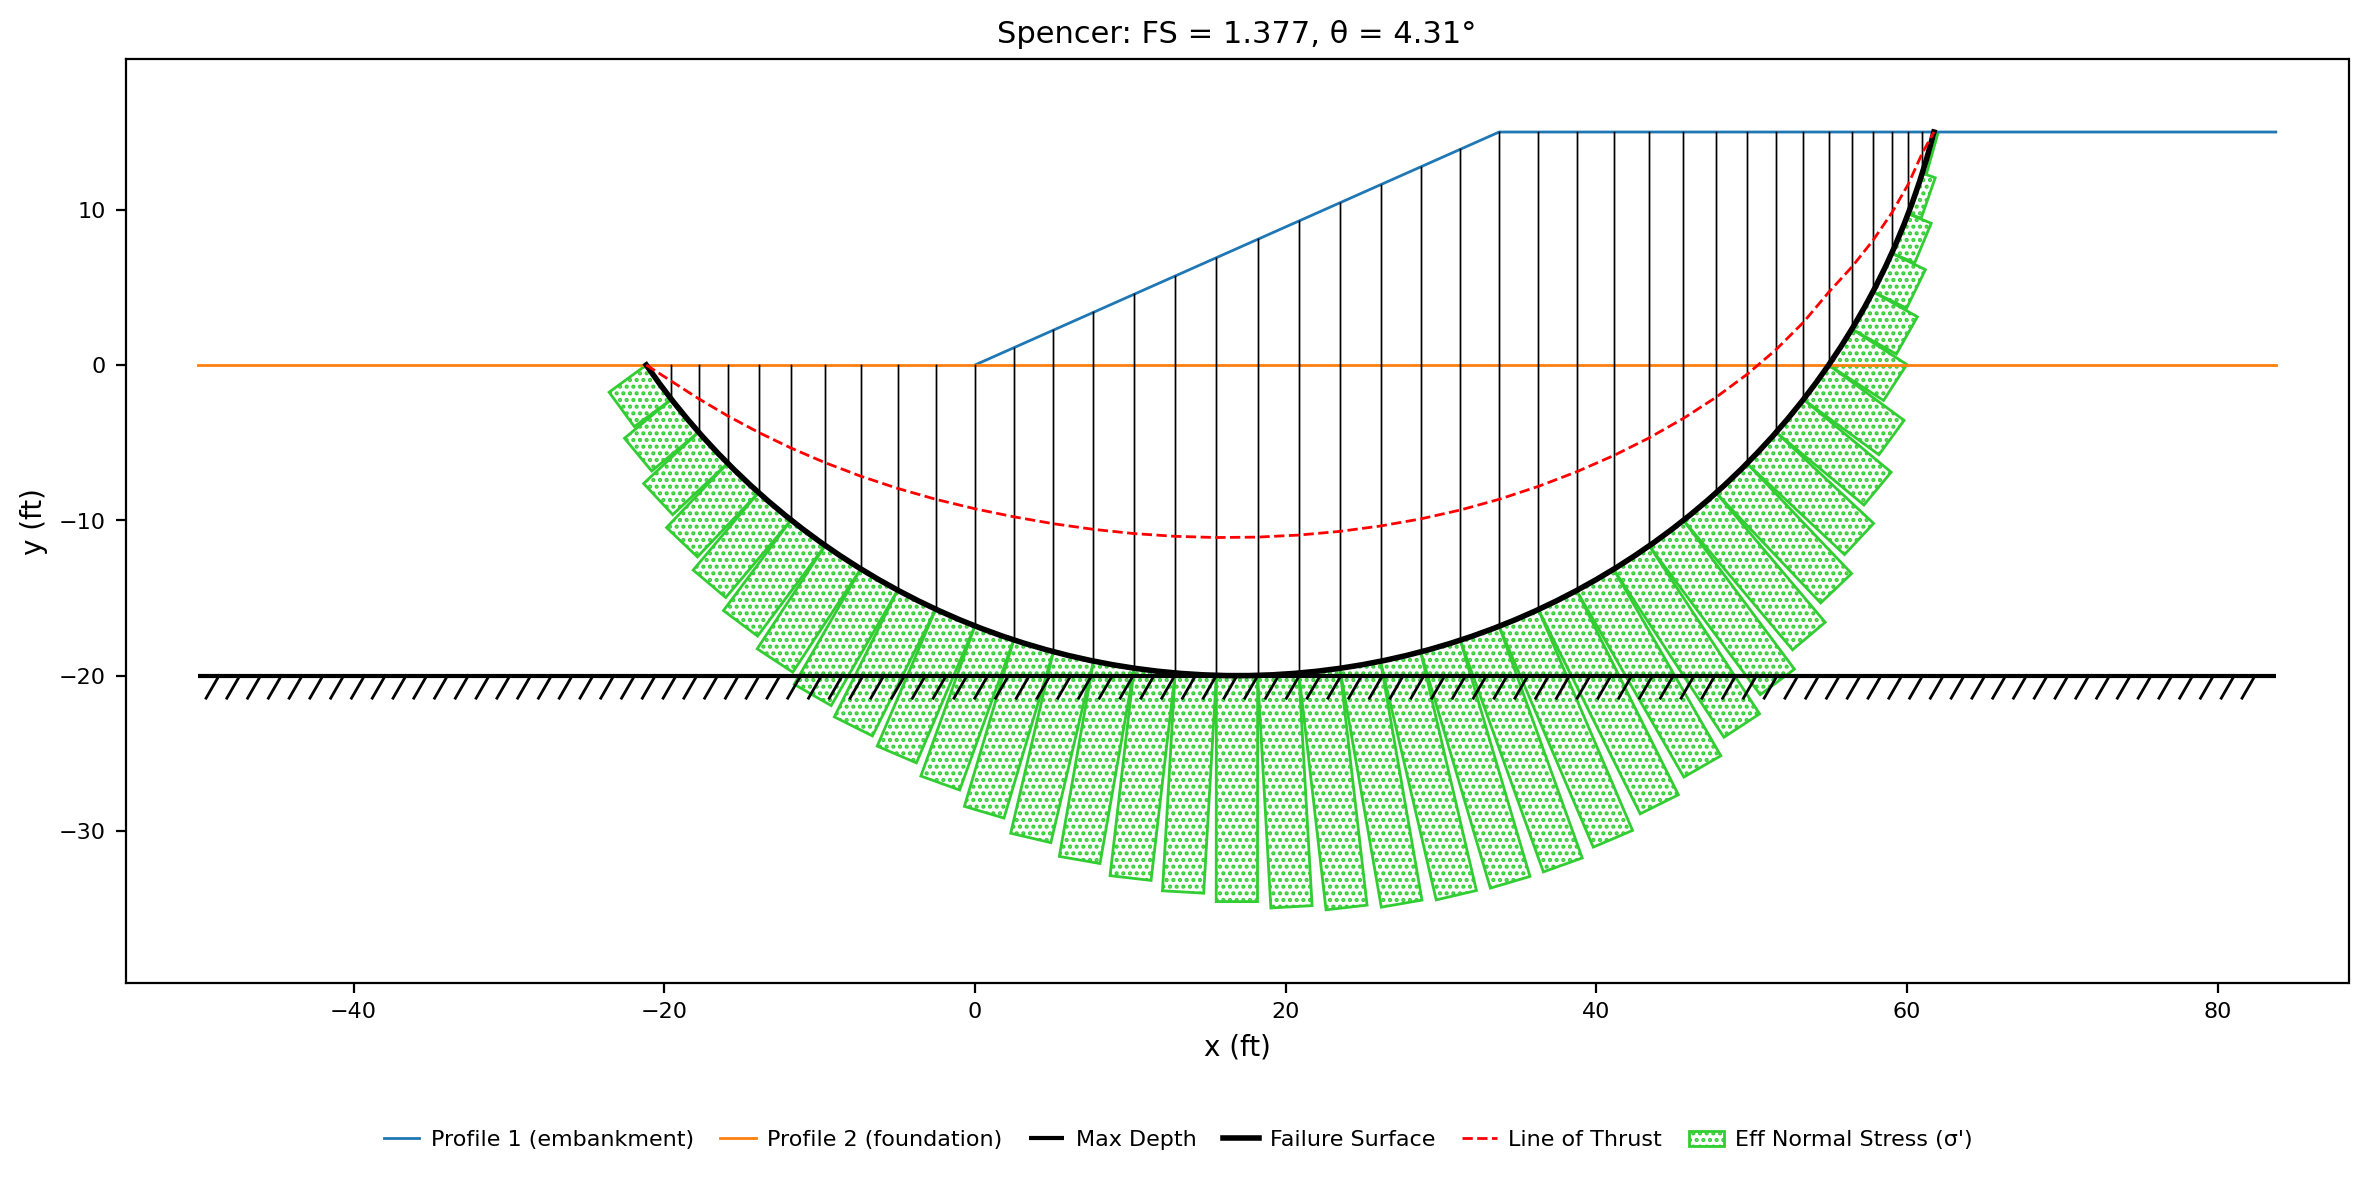 Spencer: FS = 1.377, θ = 4.31°
y (ft)
10
0
−10
−20
−30
−40 −20 0 20 40 60 80
x (ft)
Profile 1 (embankment) Profile 2 (foundation) Max Depth Failure Surface Line of Thrust Eff Normal Stress (σ')